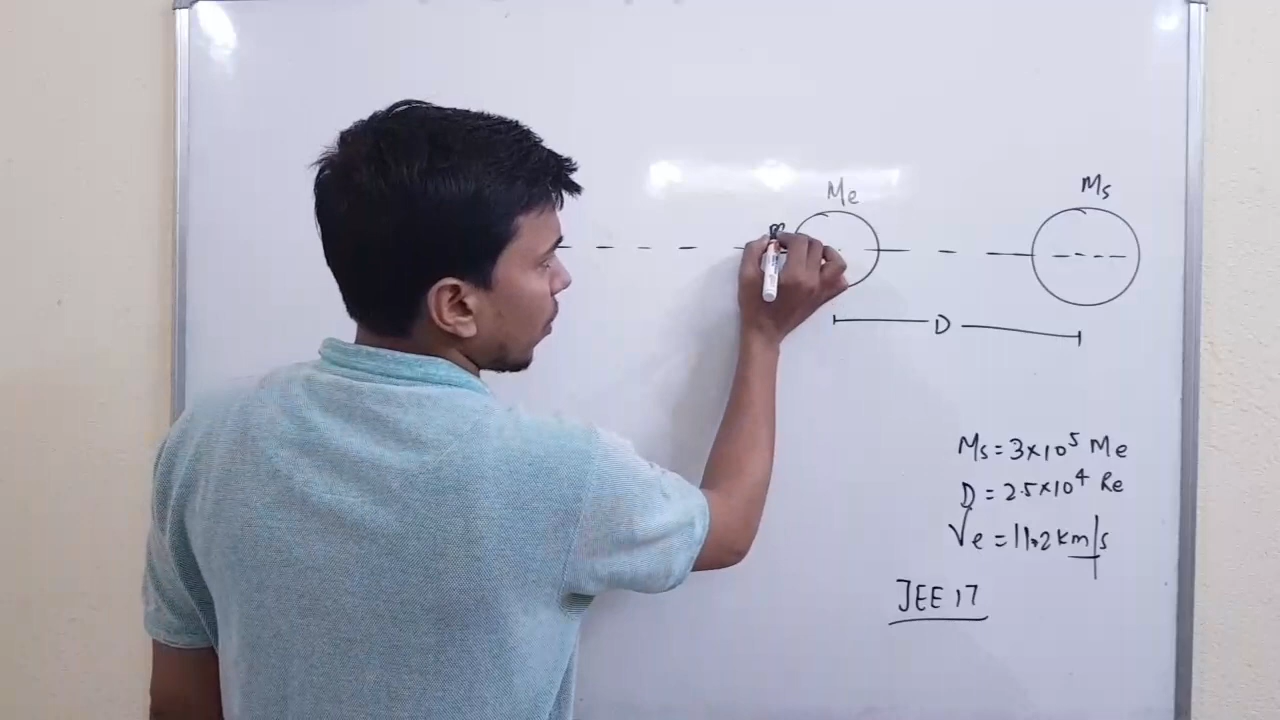 Me
Ms
m
D
Ms = 3×10⁵ Me
D = 2.5×10⁴ Re
Ve = 11.2 km/s
JEE 17